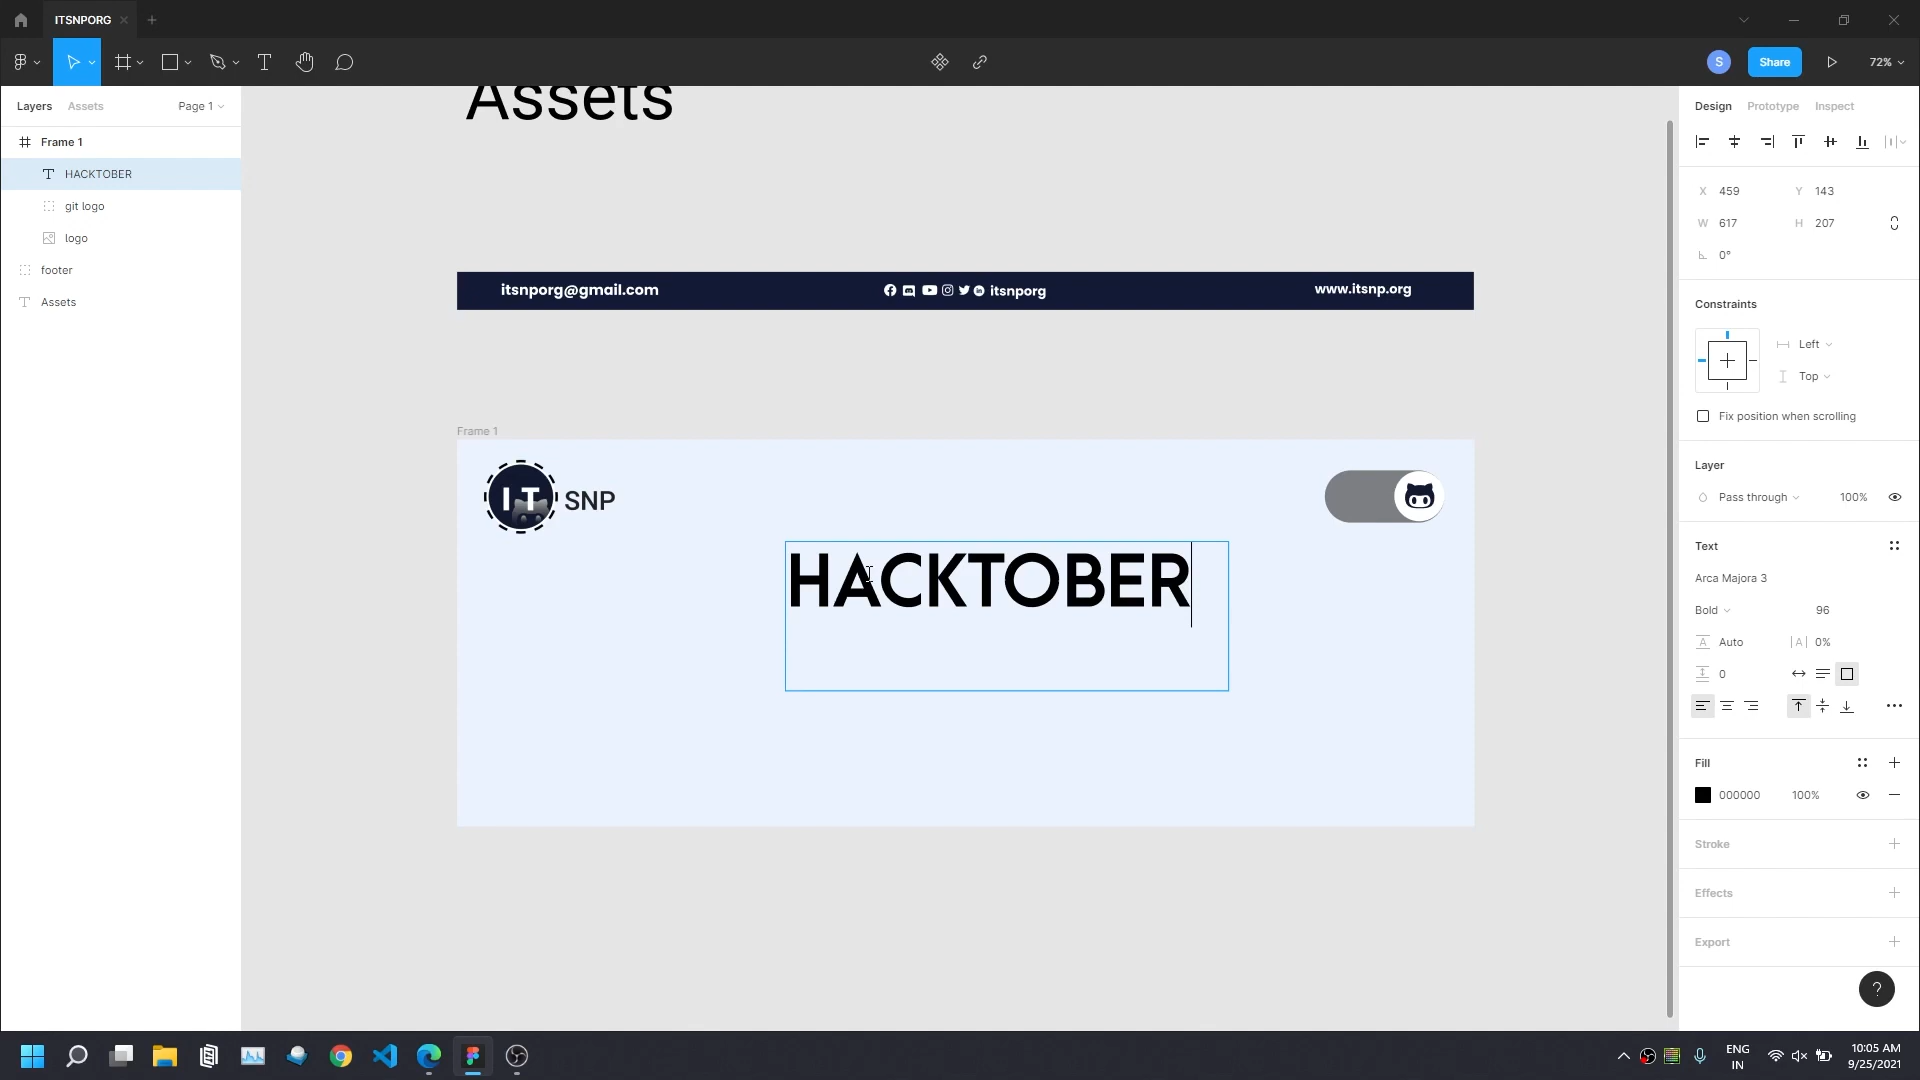 ITSNPORG
Share
72%
S
Layers
Assets
Page 1
Frame 1
HACKTOBER
git logo
logo
footer
Assets
Assets
itsnporg@gmail.com
itsnporg
www.itsnp.org
Frame 1
IT SNP
HACKTOBER
Design
Prototype
Inspect
X 459 Y 143
W 617 H 207
0°
Constraints
Left
Top
Fix position when scrolling
Layer
Pass through 100%
Text
Arca Majora 3
Bold 96
A Auto |A| 0%
0
Fill
000000 100%
Stroke
Effects
Export
?
ENG
IN
10:05 AM
9/25/2021